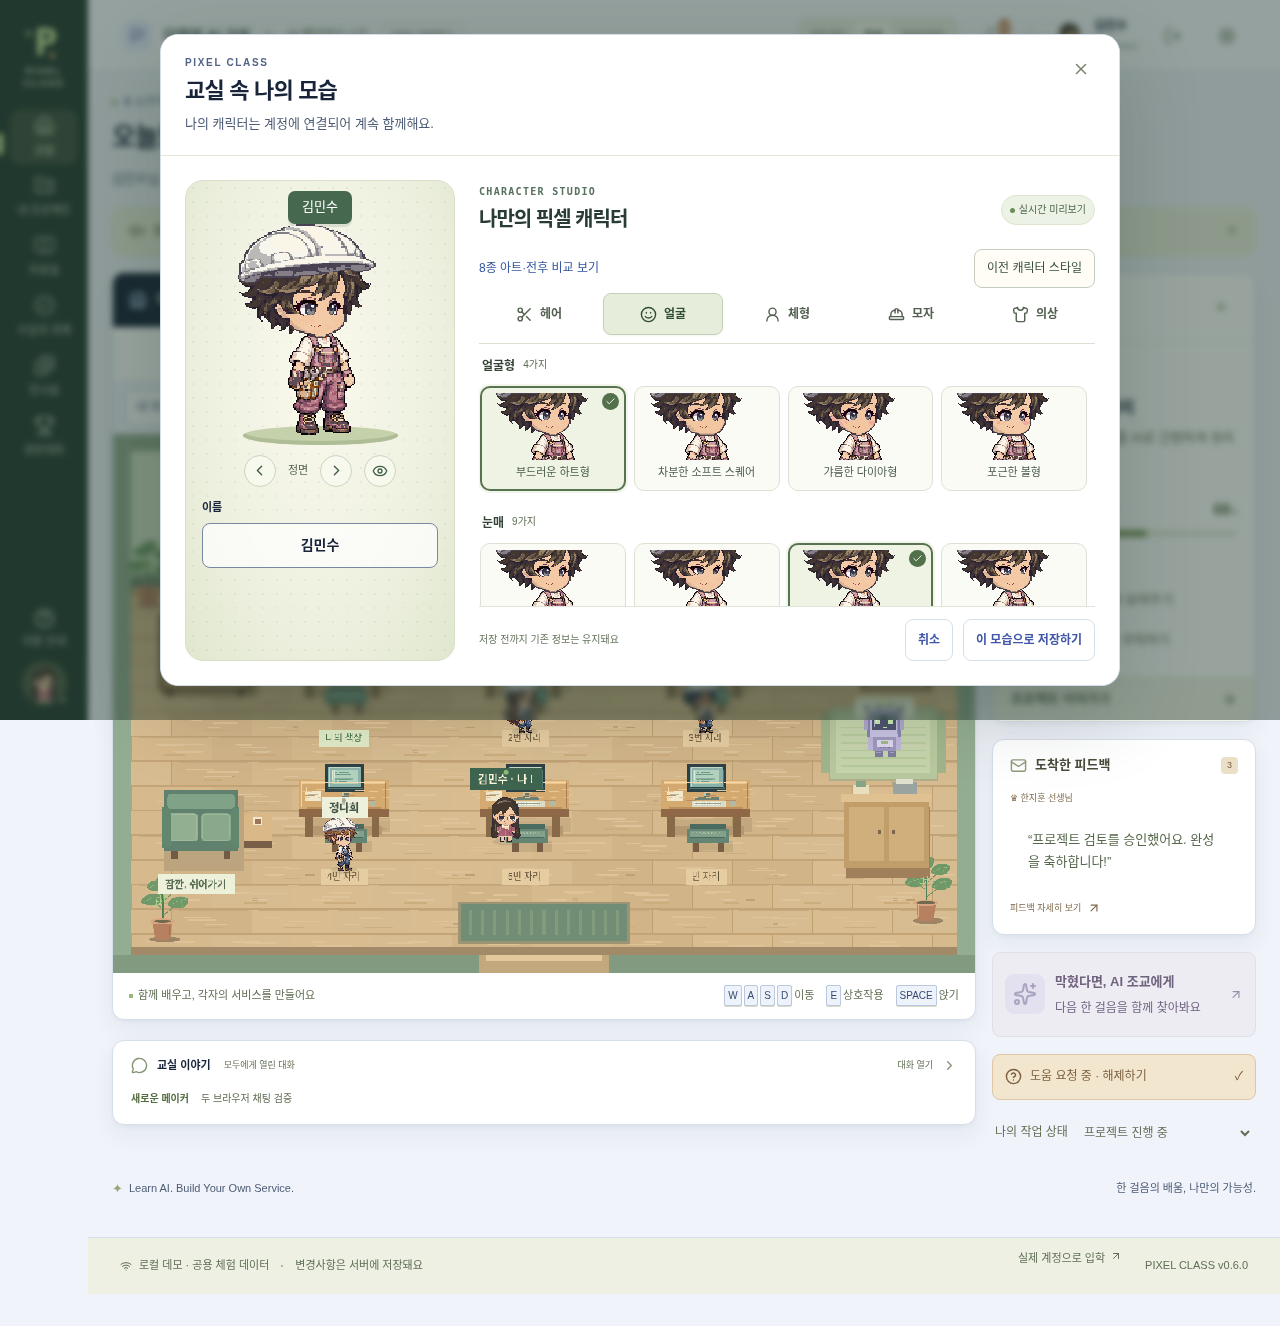 PIXEL CLASS
교실 속 나의 모습
나의 캐릭터는 계정에 연결되어 계속 함께해요.
김민수
정면
이름
김민수
CHARACTER STUDIO
나만의 픽셀 캐릭터
실시간 미리보기
8종 아트·전후 비교 보기
이전 캐릭터 스타일
헤어
얼굴
체형
모자
의상
얼굴형 4가지
부드러운 하트형
차분한 소프트 스퀘어
갸름한 다이아형
포근한 볼형
눈매 9가지
저장 전까지 기존 정보는 유지돼요
취소
이 모습으로 저장하기
나의 책상
2번 자리
3번 자리
김민수 · 나
정나희
4번 자리
5번 자리
번 자리
잠깐, 쉬어가기
함께 배우고, 각자의 서비스를 만들어요
W A S D 이동 E 상호작용 SPACE 앉기
교실 이야기 모두에게 열린 대화
대화 열기
새로운 메이커 두 브라우저 채팅 검증
도착한 피드백 3
한지훈 선생님
“프로젝트 검토를 승인했어요. 완성
을 축하합니다!”
피드백 자세히 보기
막혔다면, AI 조교에게
다음 한 걸음을 함께 찾아봐요
도움 요청 중 · 해제하기
나의 작업 상태 프로젝트 진행 중
Learn AI. Build Your Own Service.
한 걸음의 배움, 나만의 가능성.
로컬 데모 · 공용 체험 데이터 · 변경사항은 서버에 저장돼요
실제 계정으로 입학
PIXEL CLASS v0.6.0